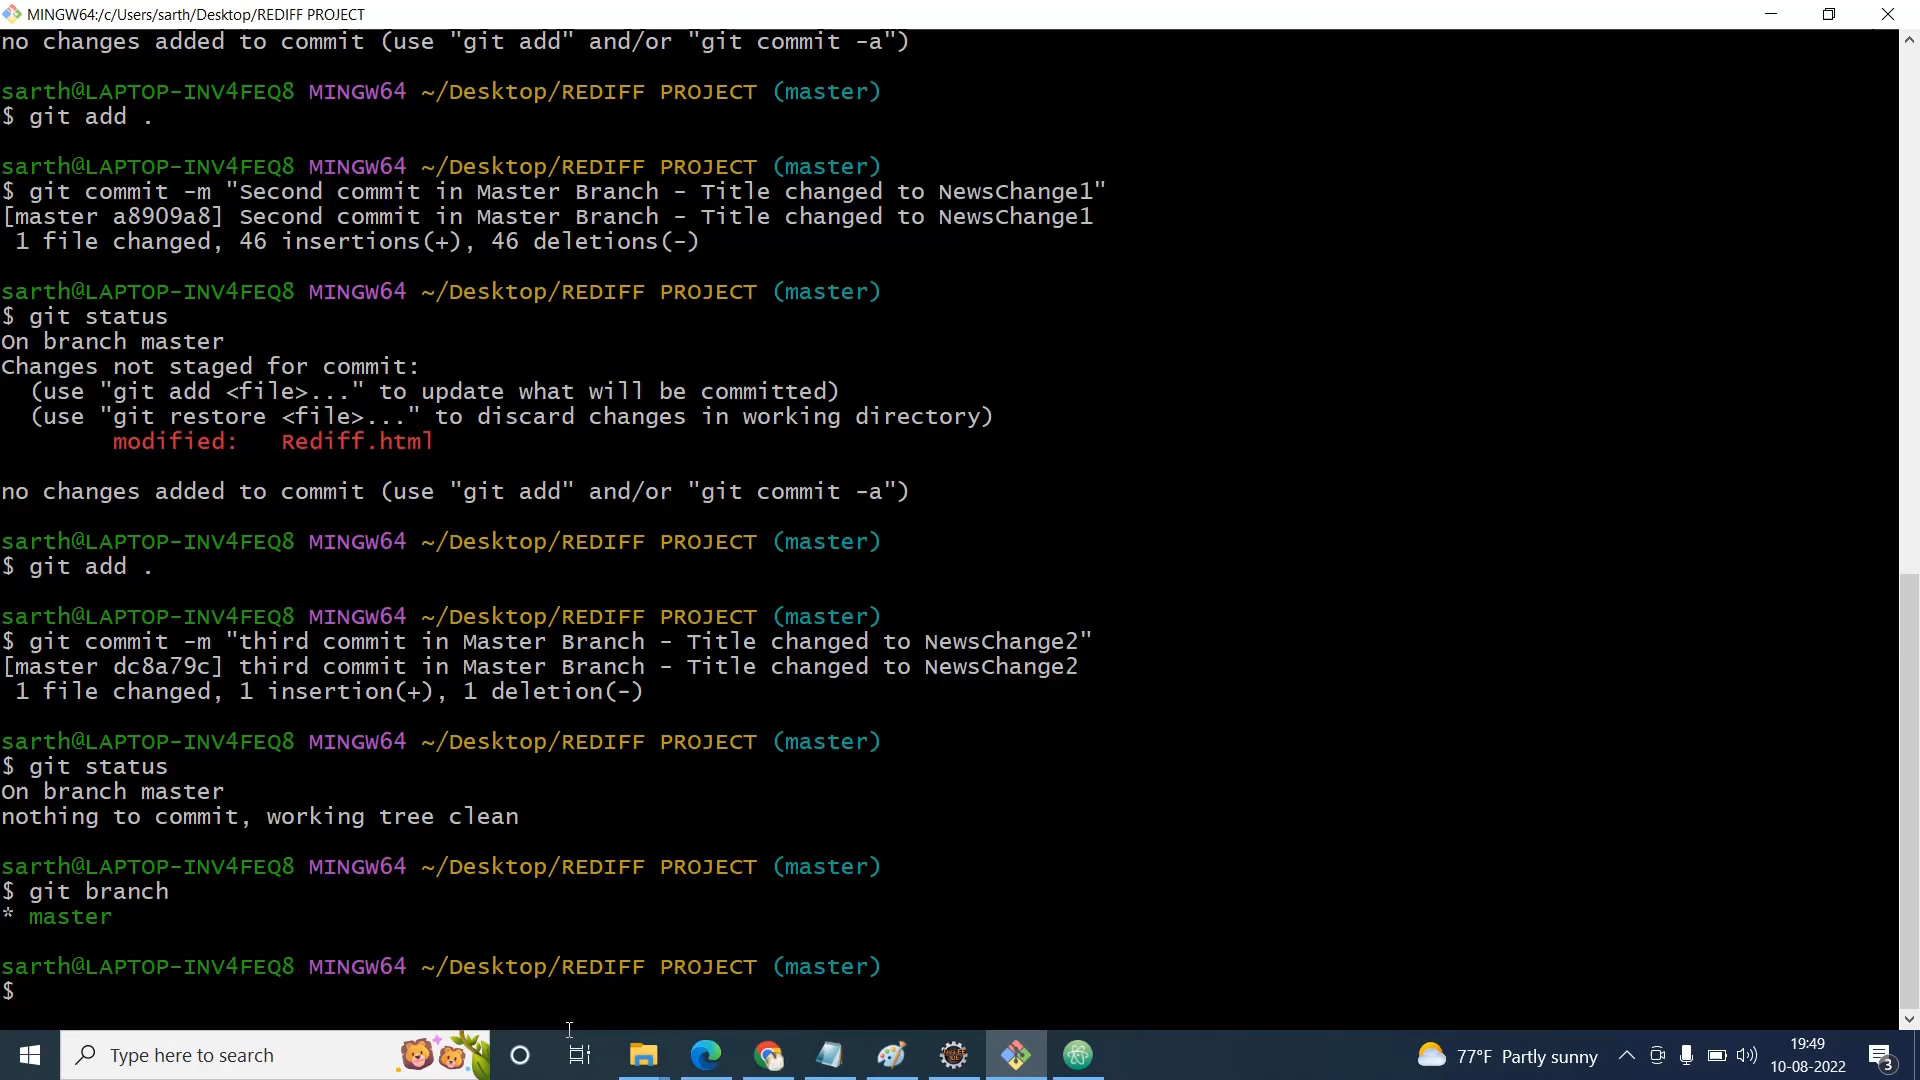 MINGW64:/c/Users/sarth/Desktop/REDIFF PROJECT
no changes added to commit (use "git add" and/or "git commit -a")
sarth@LAPTOP-INV4FEQ8 MINGW64 ~/Desktop/REDIFF PROJECT (master)
$ git add .
sarth@LAPTOP-INV4FEQ8 MINGW64 ~/Desktop/REDIFF PROJECT (master)
$ git commit -m "Second commit in Master Branch - Title changed to NewsChange1"
[master a8909a8] Second commit in Master Branch - Title changed to NewsChange1
1 file changed, 46 insertions(+), 46 deletions(-)
sarth@LAPTOP-INV4FEQ8 MINGW64 ~/Desktop/REDIFF PROJECT (master)
$ git status
On branch master
Changes not staged for commit:
(use "git add <file>..." to update what will be committed)
(use "git restore <file>..." to discard changes in working directory)
modified:   Rediff.html
no changes added to commit (use "git add" and/or "git commit -a")
sarth@LAPTOP-INV4FEQ8 MINGW64 ~/Desktop/REDIFF PROJECT (master)
$ git add .
sarth@LAPTOP-INV4FEQ8 MINGW64 ~/Desktop/REDIFF PROJECT (master)
$ git commit -m "third commit in Master Branch - Title changed to NewsChange2"
[master dc8a79c] third commit in Master Branch - Title changed to NewsChange2
1 file changed, 1 insertion(+), 1 deletion(-)
sarth@LAPTOP-INV4FEQ8 MINGW64 ~/Desktop/REDIFF PROJECT (master)
$ git status
On branch master
nothing to commit, working tree clean
sarth@LAPTOP-INV4FEQ8 MINGW64 ~/Desktop/REDIFF PROJECT (master)
$ git branch
* master
sarth@LAPTOP-INV4FEQ8 MINGW64 ~/Desktop/REDIFF PROJECT (master)
$
Type here to search
77°F Partly sunny
19:49
10-08-2022
3